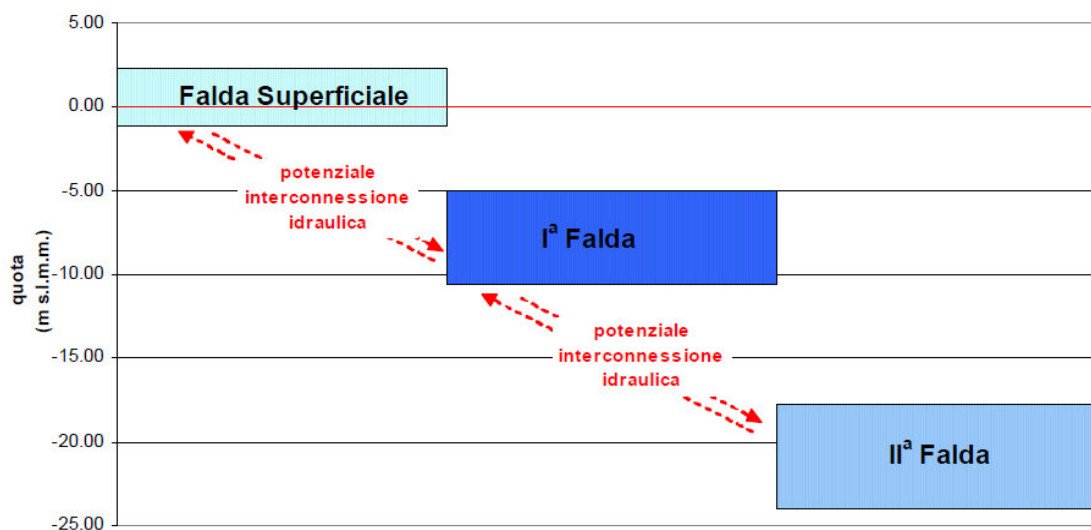 5.00
Falda Superficiale
0.00
potenziale
interconnessione
idraulica
-5.00
Iª Falda
-10.00
quota
(m s.l.m.m.)
potenziale
interconnessione
idraulica
-15.00
-20.00
IIª Falda
-25.00